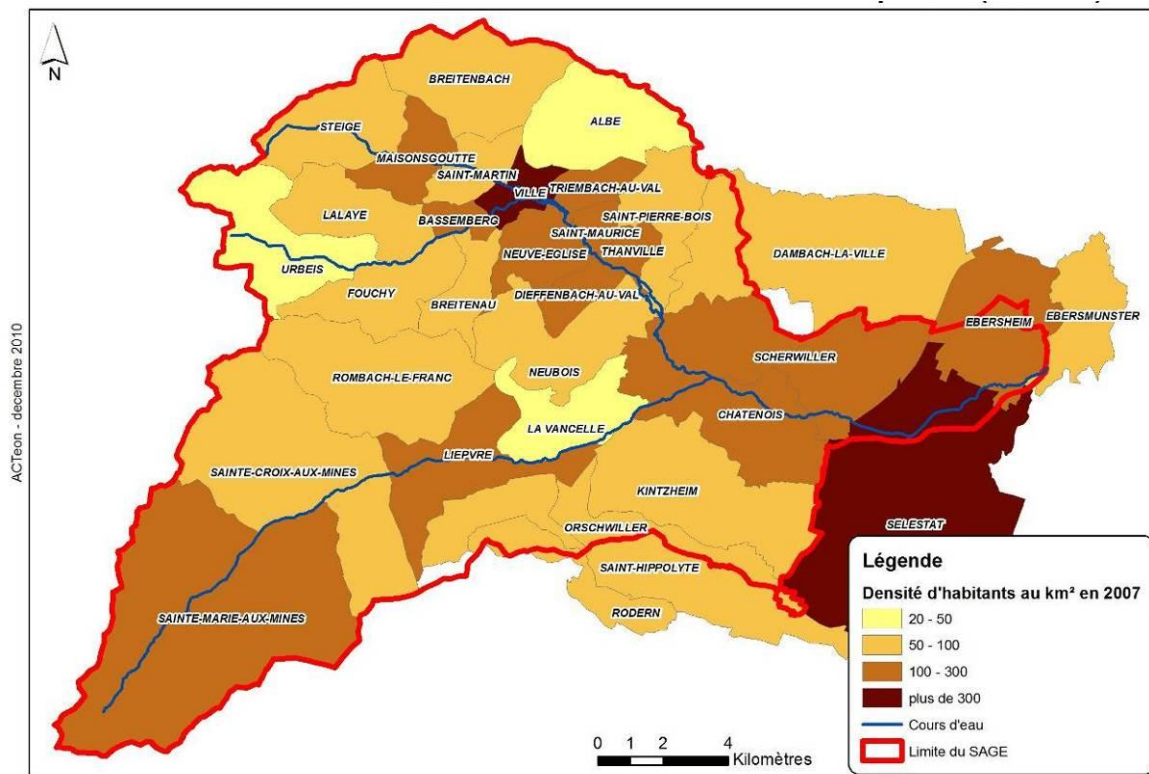 N
BREITENBACH
ALBE
STEIGE
MAISONSGOUTTE
SAINT-MARTIN
VILLE
TRIEMBACH-AU-VAL
LALAYE
BASSEMBERG
SAINT-PIERRE-BOIS
SAINT-MAURICE
NEUVE-EGLISE
THANVILLE
DAMBACH-LA-VILLE
URBEIS
FOUCHY
BREITENAU
DIEFFENBACH-AU-VAL
EBERSHEIM
EBERSMUNSTER
SCHERWILLER
NEUBOIS
ROMBACH-LE-FRANC
CHATENOIS
LA VANCELLE
LIEPVRE
SAINTE-CROIX-AUX-MINES
KINTZHEIM
ORSCHWILLER
SELESTAT
SAINT-HIPPOLYTE
RODERN
SAINTE-MARIE-AUX-MINES
ACTeon - decembre 2010
Légende
Densité d'habitants au km² en 2007
20 - 50
50 - 100
100 - 300
plus de 300
Cours d'eau
Limite du SAGE
0 1 2 4
Kilomètres